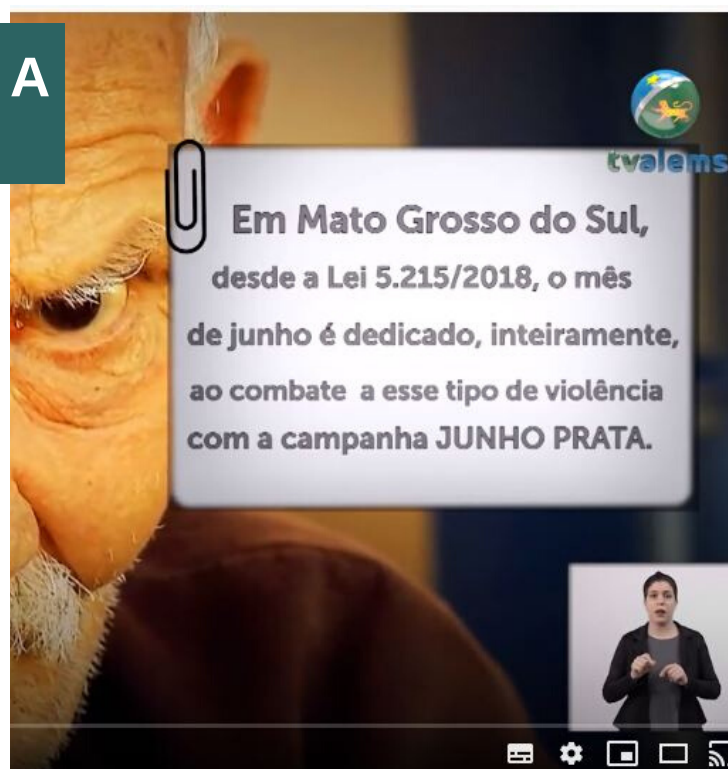 A
tvalems
Em Mato Grosso do Sul,
desde a Lei 5.215/2018, o mês
de junho é dedicado, inteiramente,
ao combate a esse tipo de violência
com a campanha JUNHO PRATA.